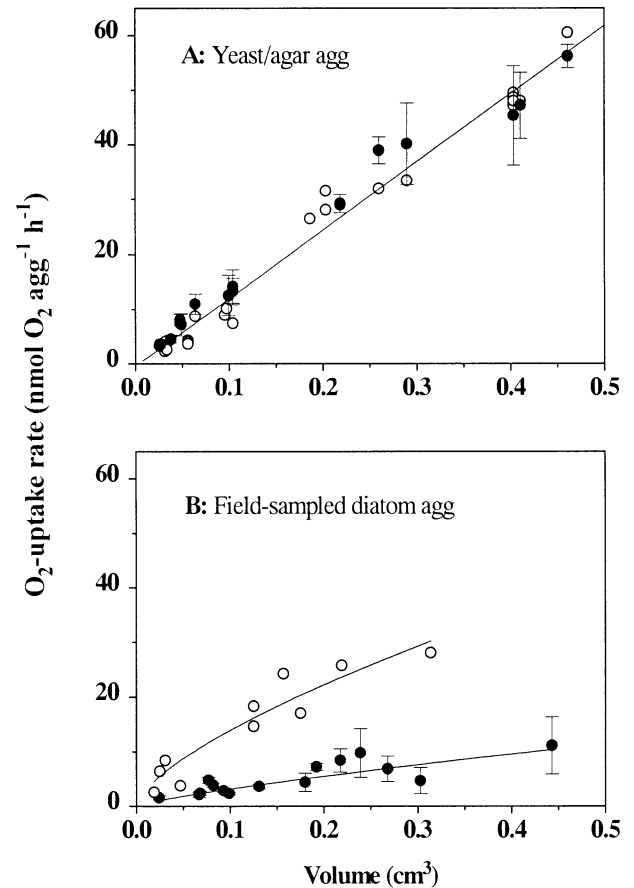 A: Yeast/agar agg
60
40
20
0
0.0 0.1 0.2 0.3 0.4 0.5
O₂-uptake rate (nmol O₂ agg⁻¹ h⁻¹)
B: Field-sampled diatom agg
60
40
20
0
0.0 0.1 0.2 0.3 0.4 0.5
Volume (cm³)